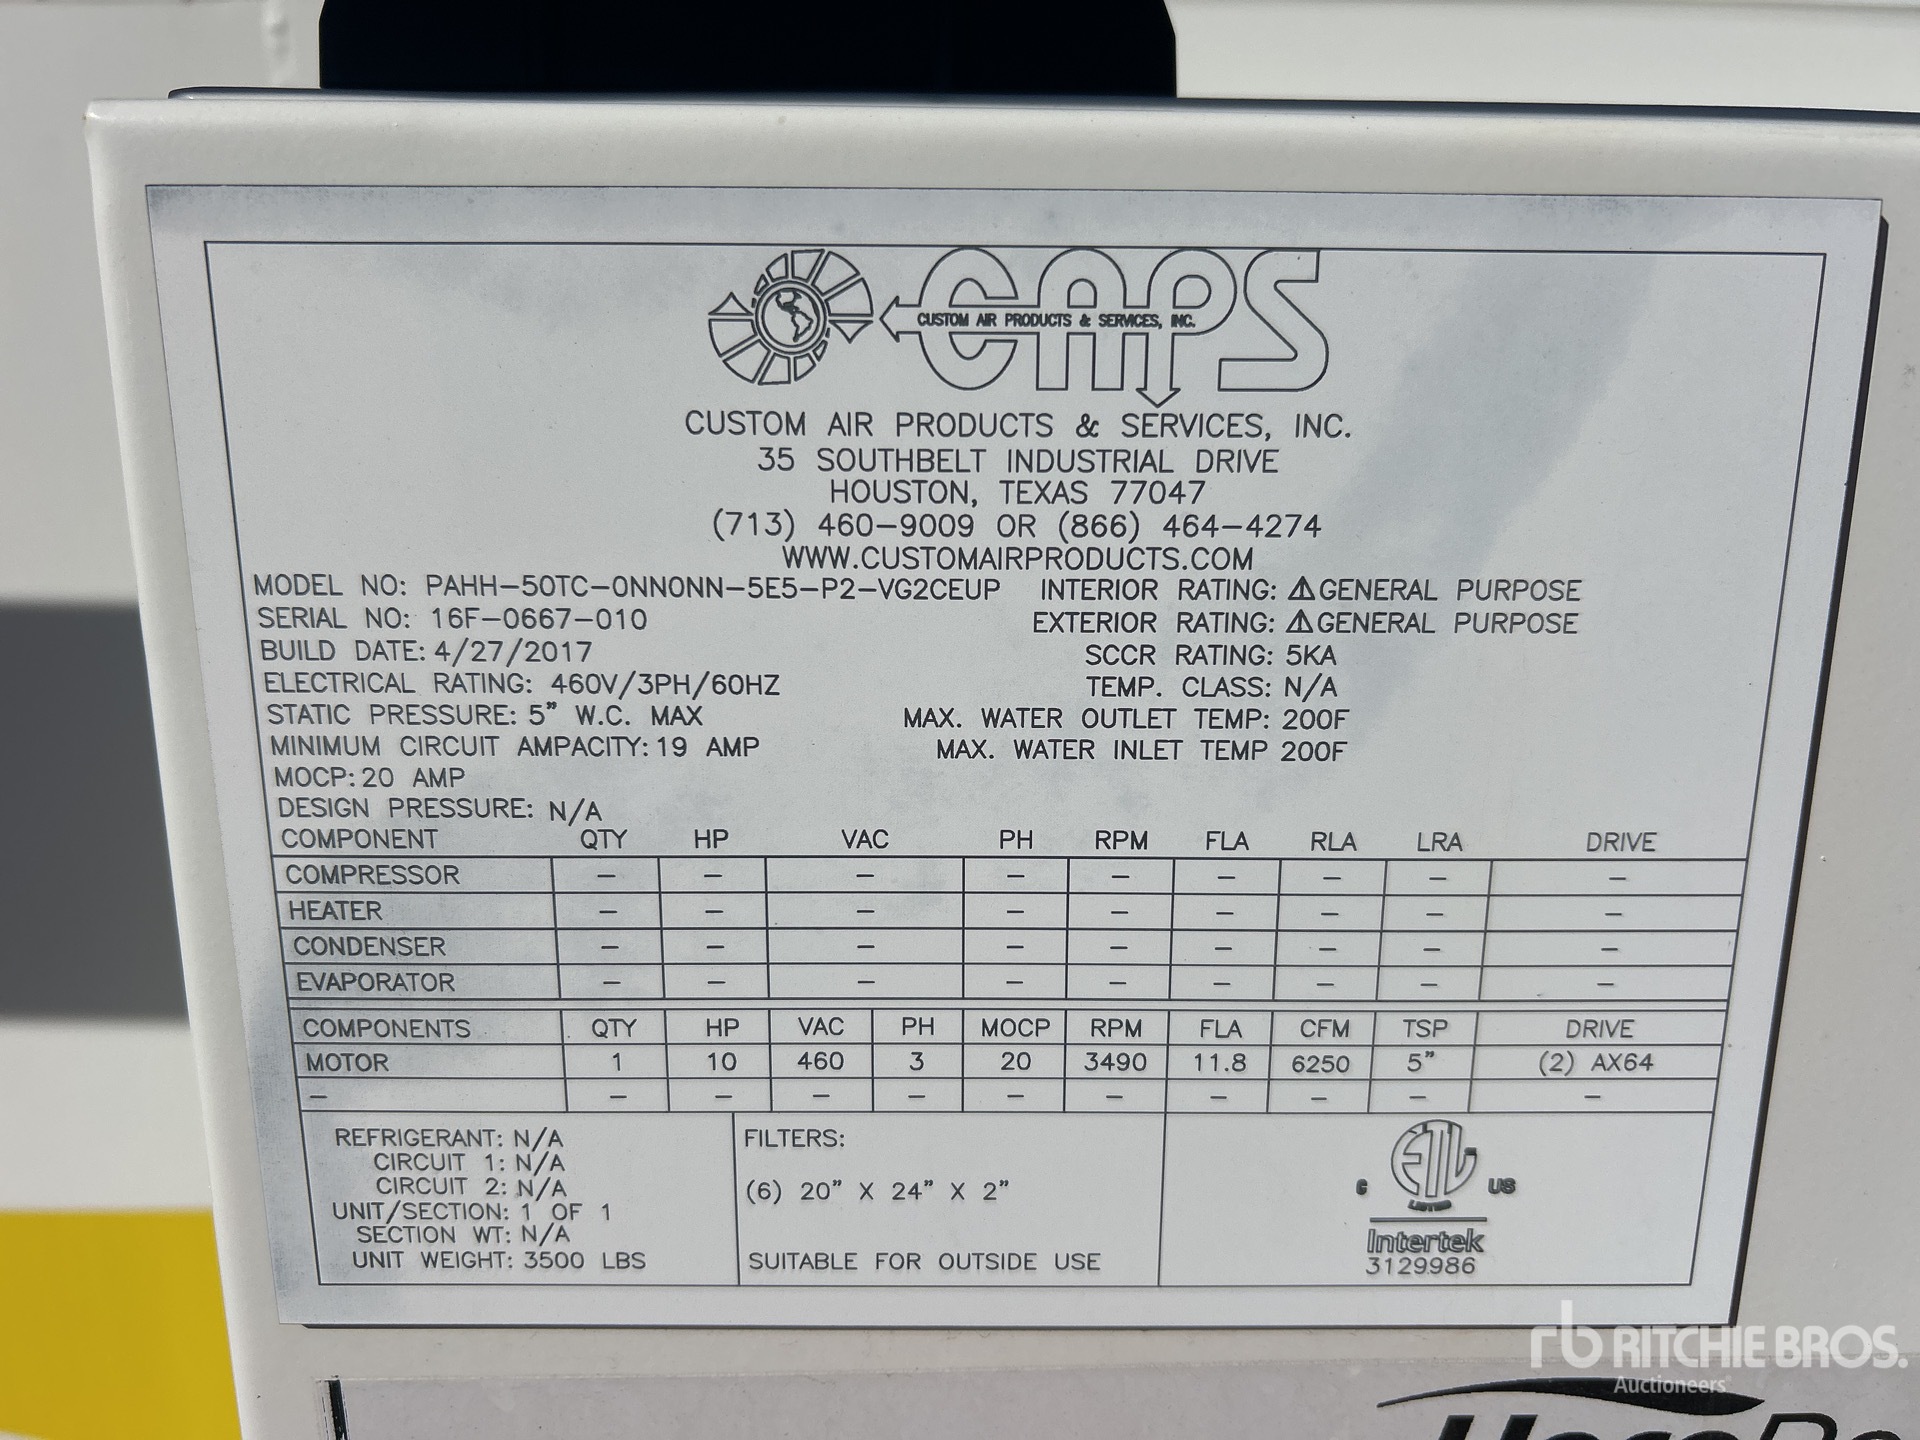 CAPS
CUSTOM AIR PRODUCTS & SERVICES, INC.
CUSTOM AIR PRODUCTS & SERVICES, INC.
35 SOUTHBELT INDUSTRIAL DRIVE
HOUSTON, TEXAS 77047
(713) 460-9009 OR (866) 464-4274
WWW.CUSTOMAIRPRODUCTS.COM
MODEL NO: PAHH-50TC-0NN0NN-5E5-P2-VG2CEUP INTERIOR RATING: ⚠GENERAL PURPOSE
SERIAL NO: 16F-0667-010 EXTERIOR RATING: ⚠GENERAL PURPOSE
BUILD DATE: 4/27/2017 SCCR RATING: 5KA
ELECTRICAL RATING: 460V/3PH/60HZ TEMP. CLASS: N/A
STATIC PRESSURE: 5" W.C. MAX MAX. WATER OUTLET TEMP: 200F
MINIMUM CIRCUIT AMPACITY: 19 AMP MAX. WATER INLET TEMP 200F
MOCP: 20 AMP
DESIGN PRESSURE: N/A
COMPONENT QTY HP VAC PH RPM FLA RLA LRA DRIVE
COMPRESSOR – – – – – – – – –
HEATER – – – – – – – – –
CONDENSER – – – – – – – – –
EVAPORATOR – – – – – – – – –
COMPONENTS QTY HP VAC PH MOCP RPM FLA CFM TSP DRIVE
MOTOR 1 10 460 3 20 3490 11.8 6250 5" (2) AX64
– – – – – – – – – – –
REFRIGERANT: N/A
CIRCUIT 1: N/A
CIRCUIT 2: N/A
UNIT/SECTION: 1 OF 1
SECTION WT: N/A
UNIT WEIGHT: 3500 LBS
FILTERS:
(6) 20" X 24" X 2"
SUITABLE FOR OUTSIDE USE
ETL
C US
LISTED
Intertek
3129986
rb RITCHIE BROS.
Auctioneers